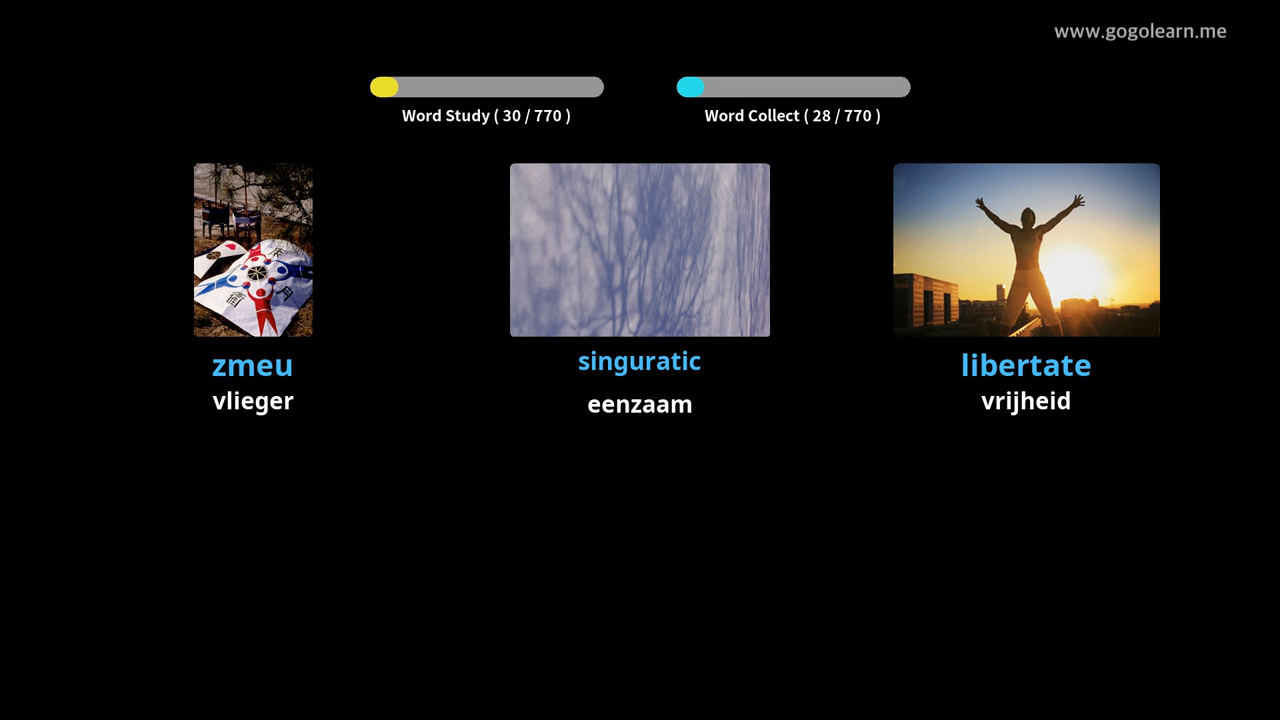 www.gogolearn.me
Word Study ( 30 / 770 )
Word Collect ( 28 / 770 )
zmeu
vlieger
singuratic
eenzaam
libertate
vrijheid